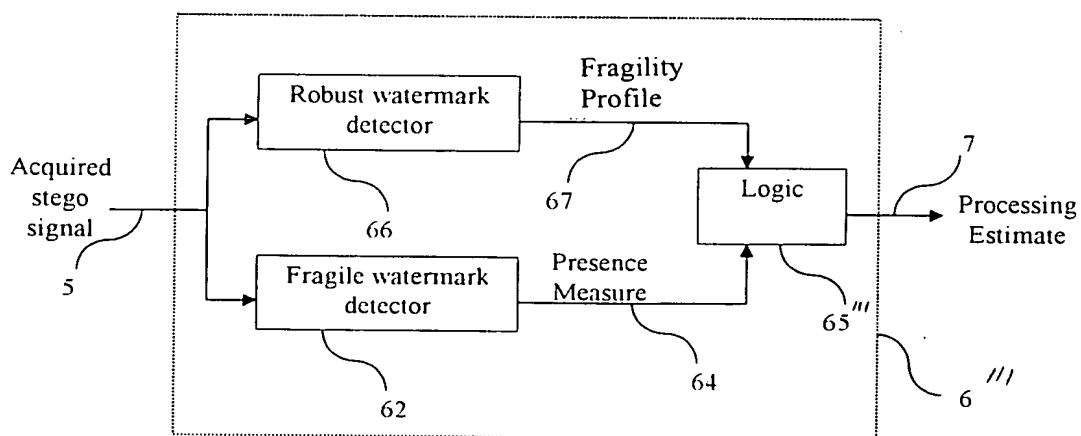 Fragility
Profile
Robust watermark
detector
7
Acquired
stego
signal
Logic
67
66
Processing
Estimate
5
Fragile watermark
detector
Presence
Measure
65'''
64
62
6 '''